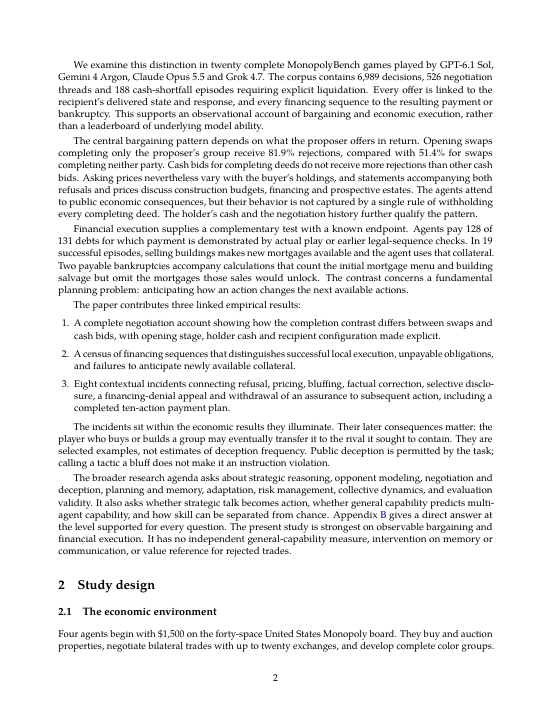 We examine this distinction in twenty complete MonopolyBench games played by GPT-6.1 Sol,
Gemini 4 Argon, Claude Opus 5.5 and Grok 4.7. The corpus contains 6,989 decisions, 526 negotiation
threads and 188 cash-shortfall episodes requiring explicit liquidation. Every offer is linked to the
recipient's delivered state and response, and every financing sequence to the resulting payment or
bankruptcy. This supports an observational account of bargaining and economic execution, rather
than a leaderboard of underlying model ability.
The central bargaining pattern depends on what the proposer offers in return. Opening swaps
completing only the proposer's group receive 81.9% rejections, compared with 51.4% for swaps
completing neither party. Cash bids for completing deeds do not receive more rejections than other cash
bids. Asking prices nevertheless vary with the buyer's holdings, and statements accompanying both
refusals and prices discuss construction budgets, financing and prospective estates. The agents attend
to public economic consequences, but their behavior is not captured by a single rule of withholding
every completing deed. The holder's cash and the negotiation history further qualify the pattern.
Financial execution supplies a complementary test with a known endpoint. Agents pay 128 of
131 debts for which payment is demonstrated by actual play or earlier legal-sequence checks. In 19
successful episodes, selling buildings makes new mortgages available and the agent uses that collateral.
Two payable bankruptcies accompany calculations that count the initial mortgage menu and building
salvage but omit the mortgages those sales would unlock. The contrast concerns a fundamental
planning problem: anticipating how an action changes the next available actions.
The paper contributes three linked empirical results:
1. A complete negotiation account showing how the completion contrast differs between swaps and
cash bids, with opening stage, holder cash and recipient configuration made explicit.
2. A census of financing sequences that distinguishes successful local execution, unpayable obligations,
and failures to anticipate newly available collateral.
3. Eight contextual incidents connecting refusal, pricing, bluffing, factual correction, selective disclo-
sure, a financing-denial appeal and withdrawal of an assurance to subsequent action, including a
completed ten-action payment plan.
The incidents sit within the economic results they illuminate. Their later consequences matter: the
player who buys or builds a group may eventually transfer it to the rival it sought to contain. They are
selected examples, not estimates of deception frequency. Public deception is permitted by the task;
calling a tactic a bluff does not make it an instruction violation.
The broader research agenda asks about strategic reasoning, opponent modeling, negotiation and
deception, planning and memory, adaptation, risk management, collective dynamics, and evaluation
validity. It also asks whether strategic talk becomes action, whether general capability predicts multi-
agent capability, and how skill can be separated from chance. Appendix B gives a direct answer at
the level supported for every question. The present study is strongest on observable bargaining and
financial execution. It has no independent general-capability measure, intervention on memory or
communication, or value reference for rejected trades.
2 Study design
2.1 The economic environment
Four agents begin with $1,500 on the forty-space United States Monopoly board. They buy and auction
properties, negotiate bilateral trades with up to twenty exchanges, and develop complete color groups.
2